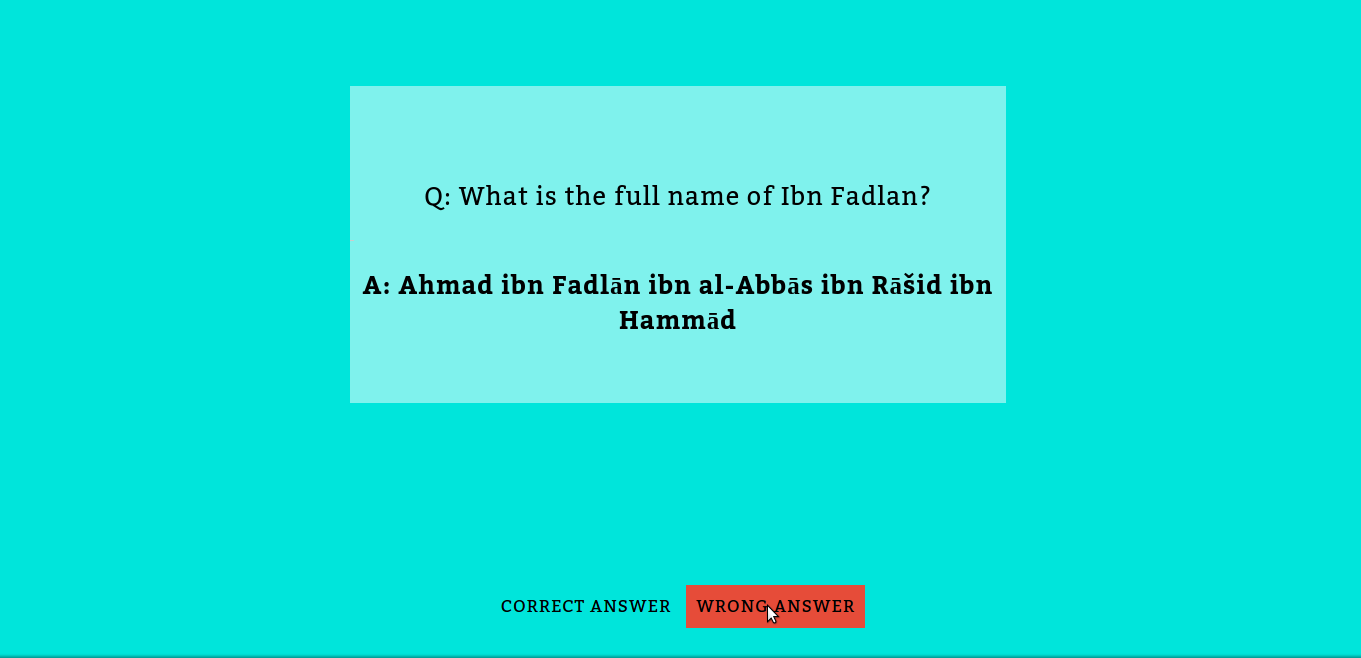 Q: What is the full name of Ibn Fadlan?
A: Ahmad ibn Fadlān ibn al-Abbās ibn Rāšid ibn
Hammād
CORRECT ANSWER WRONG ANSWER